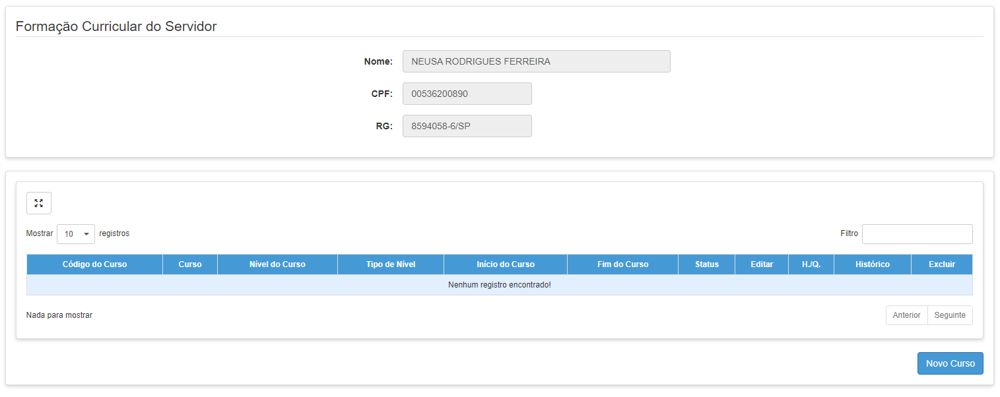 Formação Curricular do Servidor
Nome: NEUSA RODRIGUES FERREIRA
CPF: 00536200890
RG: 8594058-6/SP
Mostrar 10 registros Filtro
Código do Curso Curso Nível do Curso Tipo de Nível Início do Curso Fim do Curso Status Editar H./Q. Histórico Excluir
Nenhum registro encontrado!
Nada para mostrar Anterior Seguinte
Novo Curso